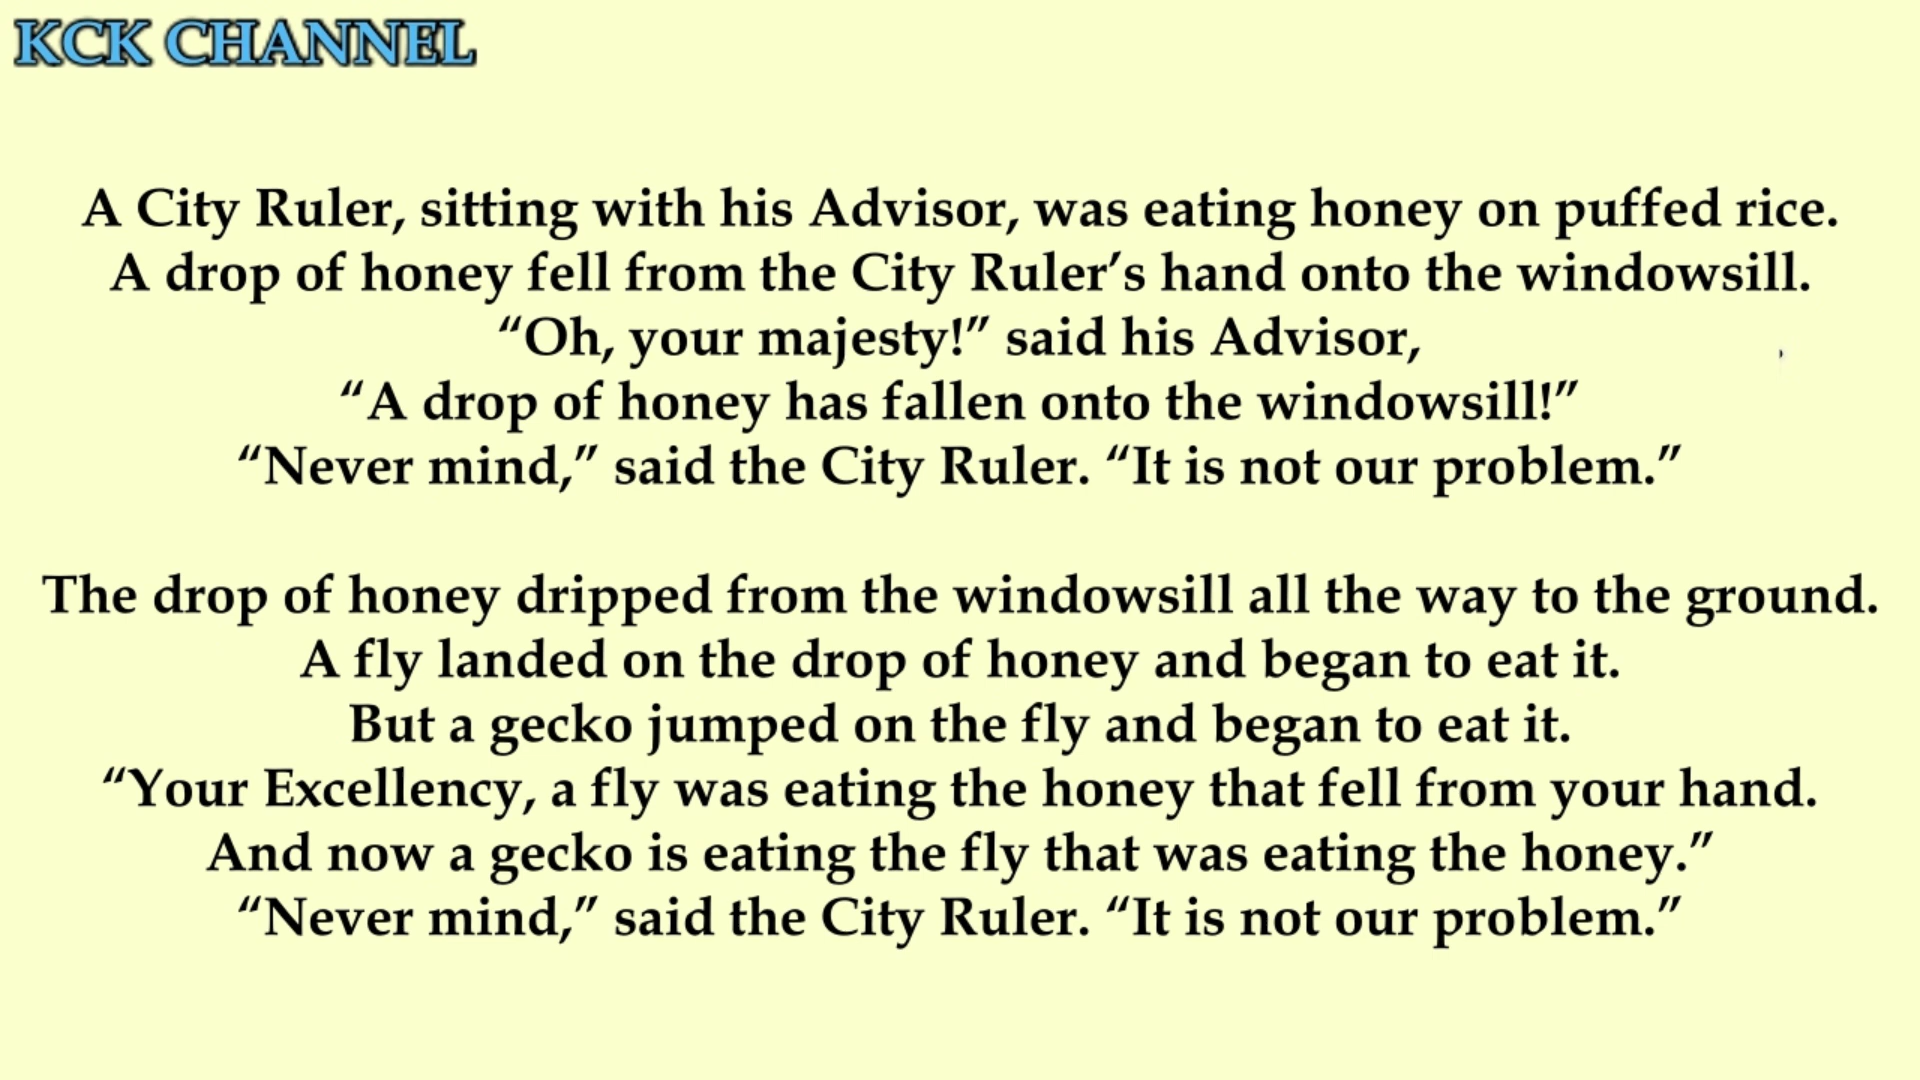 KCK CHANNEL
A City Ruler, sitting with his Advisor, was eating honey on puffed rice.
A drop of honey fell from the City Ruler’s hand onto the windowsill.
“Oh, your majesty!” said his Advisor,
“A drop of honey has fallen onto the windowsill!”
“Never mind,” said the City Ruler. “It is not our problem.”
The drop of honey dripped from the windowsill all the way to the ground.
A fly landed on the drop of honey and began to eat it.
But a gecko jumped on the fly and began to eat it.
“Your Excellency, a fly was eating the honey that fell from your hand.
And now a gecko is eating the fly that was eating the honey.”
“Never mind,” said the City Ruler. “It is not our problem.”